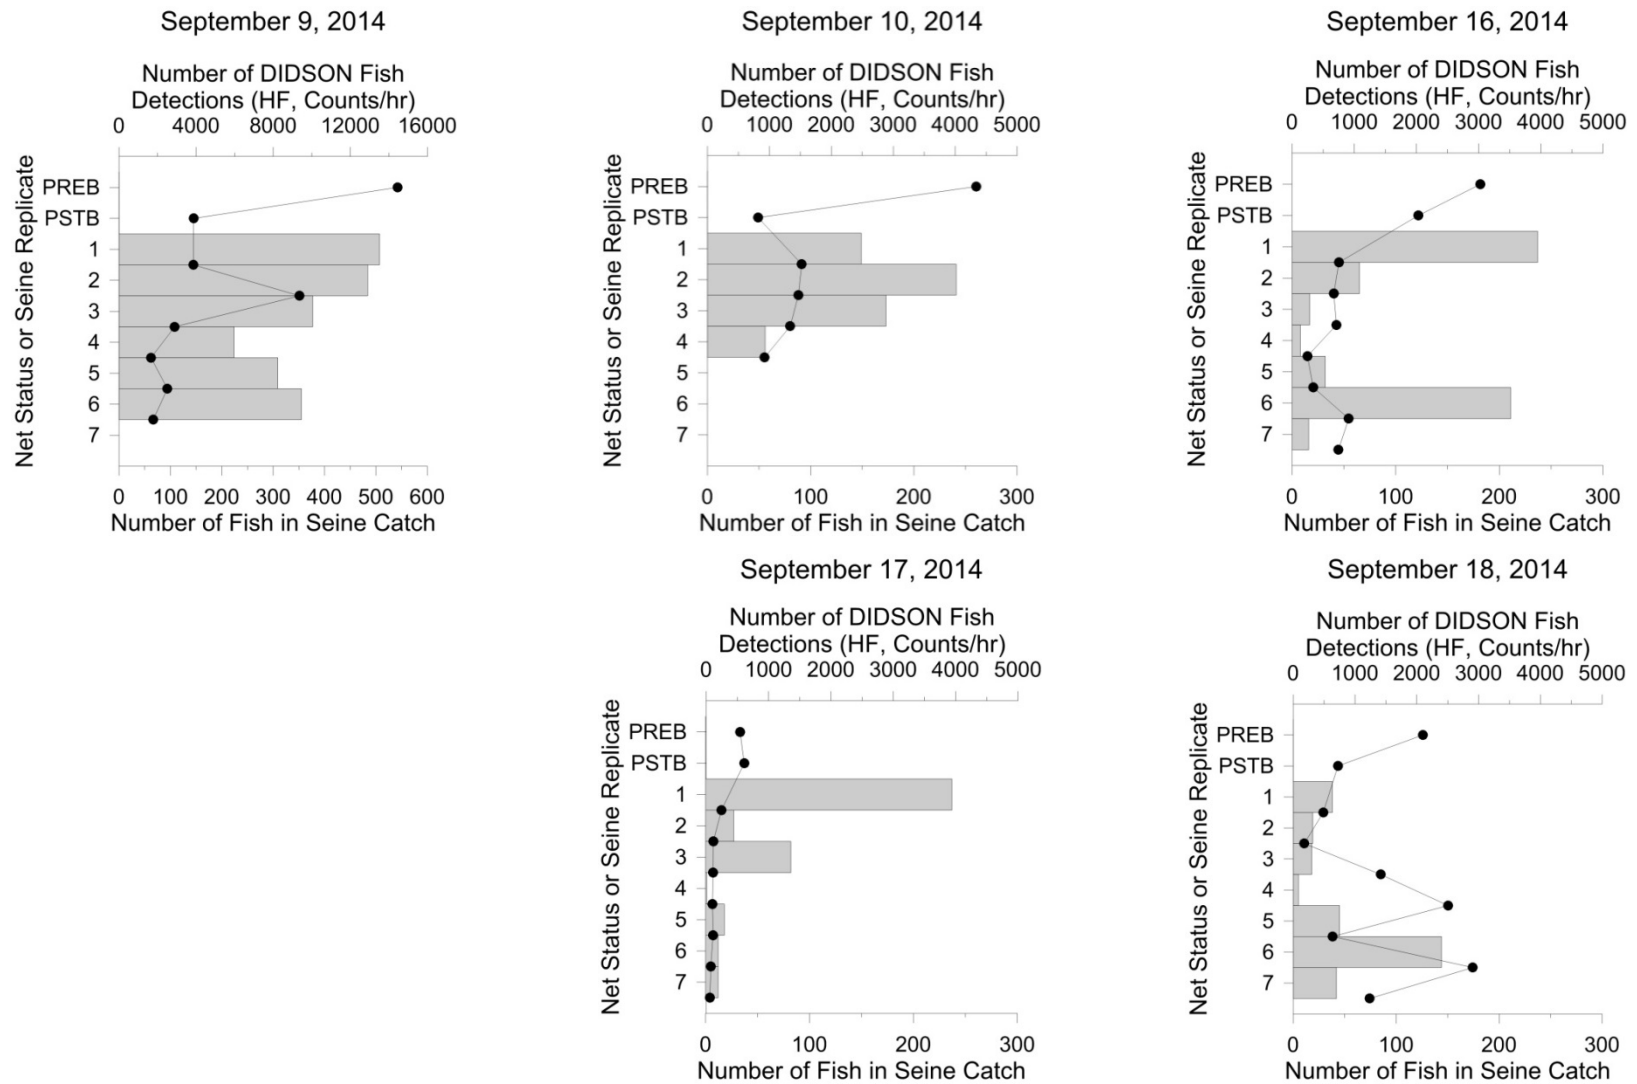 September 9, 2014
Number of DIDSON Fish
Detections (HF, Counts/hr)
0 4000 8000 12000 16000
Net Status or Seine Replicate
PREB
PSTB
1
2
3
4
5
6
7
0 100 200 300 400 500 600
Number of Fish in Seine Catch
September 10, 2014
Number of DIDSON Fish
Detections (HF, Counts/hr)
0 1000 2000 3000 4000 5000
Net Status or Seine Replicate
PREB
PSTB
1
2
3
4
5
6
7
0 100 200 300
Number of Fish in Seine Catch
September 16, 2014
Number of DIDSON Fish
Detections (HF, Counts/hr)
0 1000 2000 3000 4000 5000
Net Status or Seine Replicate
PREB
PSTB
1
2
3
4
5
6
7
0 100 200 300
Number of Fish in Seine Catch
September 17, 2014
Number of DIDSON Fish
Detections (HF, Counts/hr)
0 1000 2000 3000 4000 5000
Net Status or Seine Replicate
PREB
PSTB
1
2
3
4
5
6
7
0 100 200 300
Number of Fish in Seine Catch
September 18, 2014
Number of DIDSON Fish
Detections (HF, Counts/hr)
0 1000 2000 3000 4000 5000
Net Status or Seine Replicate
PREB
PSTB
1
2
3
4
5
6
7
0 100 200 300
Number of Fish in Seine Catch